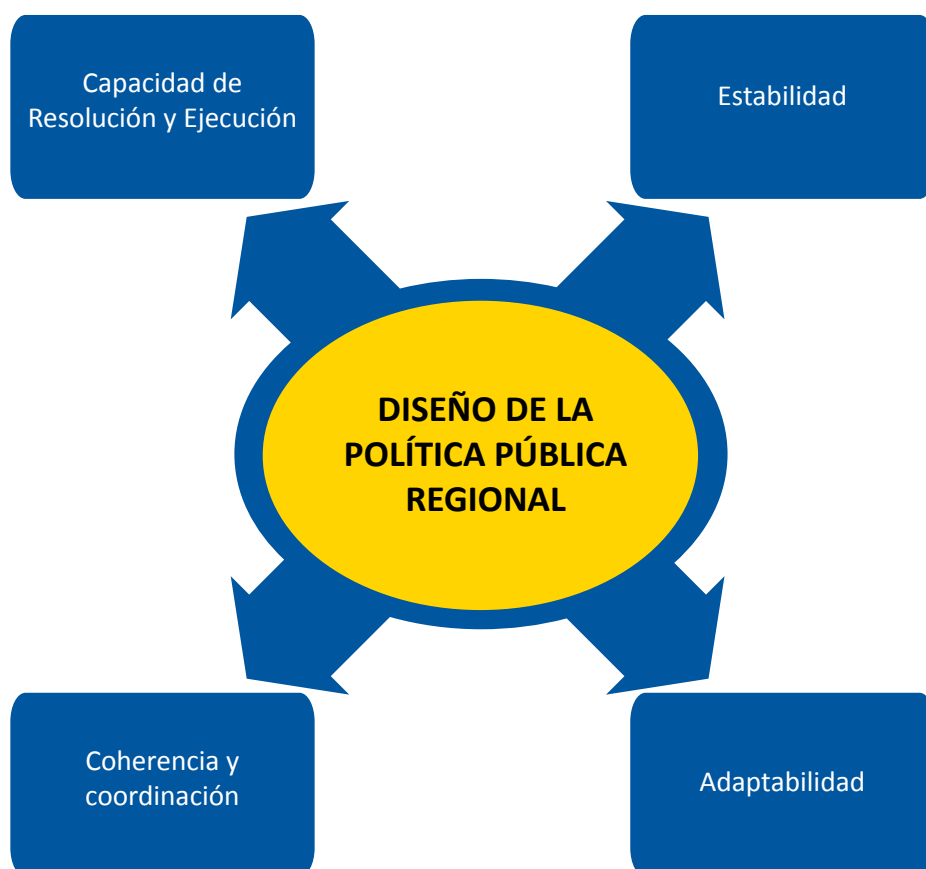 Capacidad de
Resolución y Ejecución
Estabilidad
DISEÑO DE LA
POLÍTICA PÚBLICA
REGIONAL
Coherencia y
coordinación
Adaptabilidad